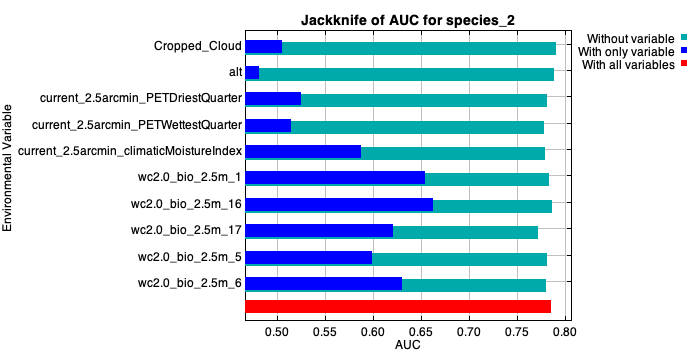 Jackknife of AUC for species_2
Without variable
With only variable
With all variables
Environmental Variable
Cropped_Cloud
alt
current_2.5arcmin_PETDriestQuarter
current_2.5arcmin_PETWettestQuarter
current_2.5arcmin_climaticMoistureIndex
wc2.0_bio_2.5m_1
wc2.0_bio_2.5m_16
wc2.0_bio_2.5m_17
wc2.0_bio_2.5m_5
wc2.0_bio_2.5m_6
0.50 0.55 0.60 0.65 0.70 0.75 0.80
AUC